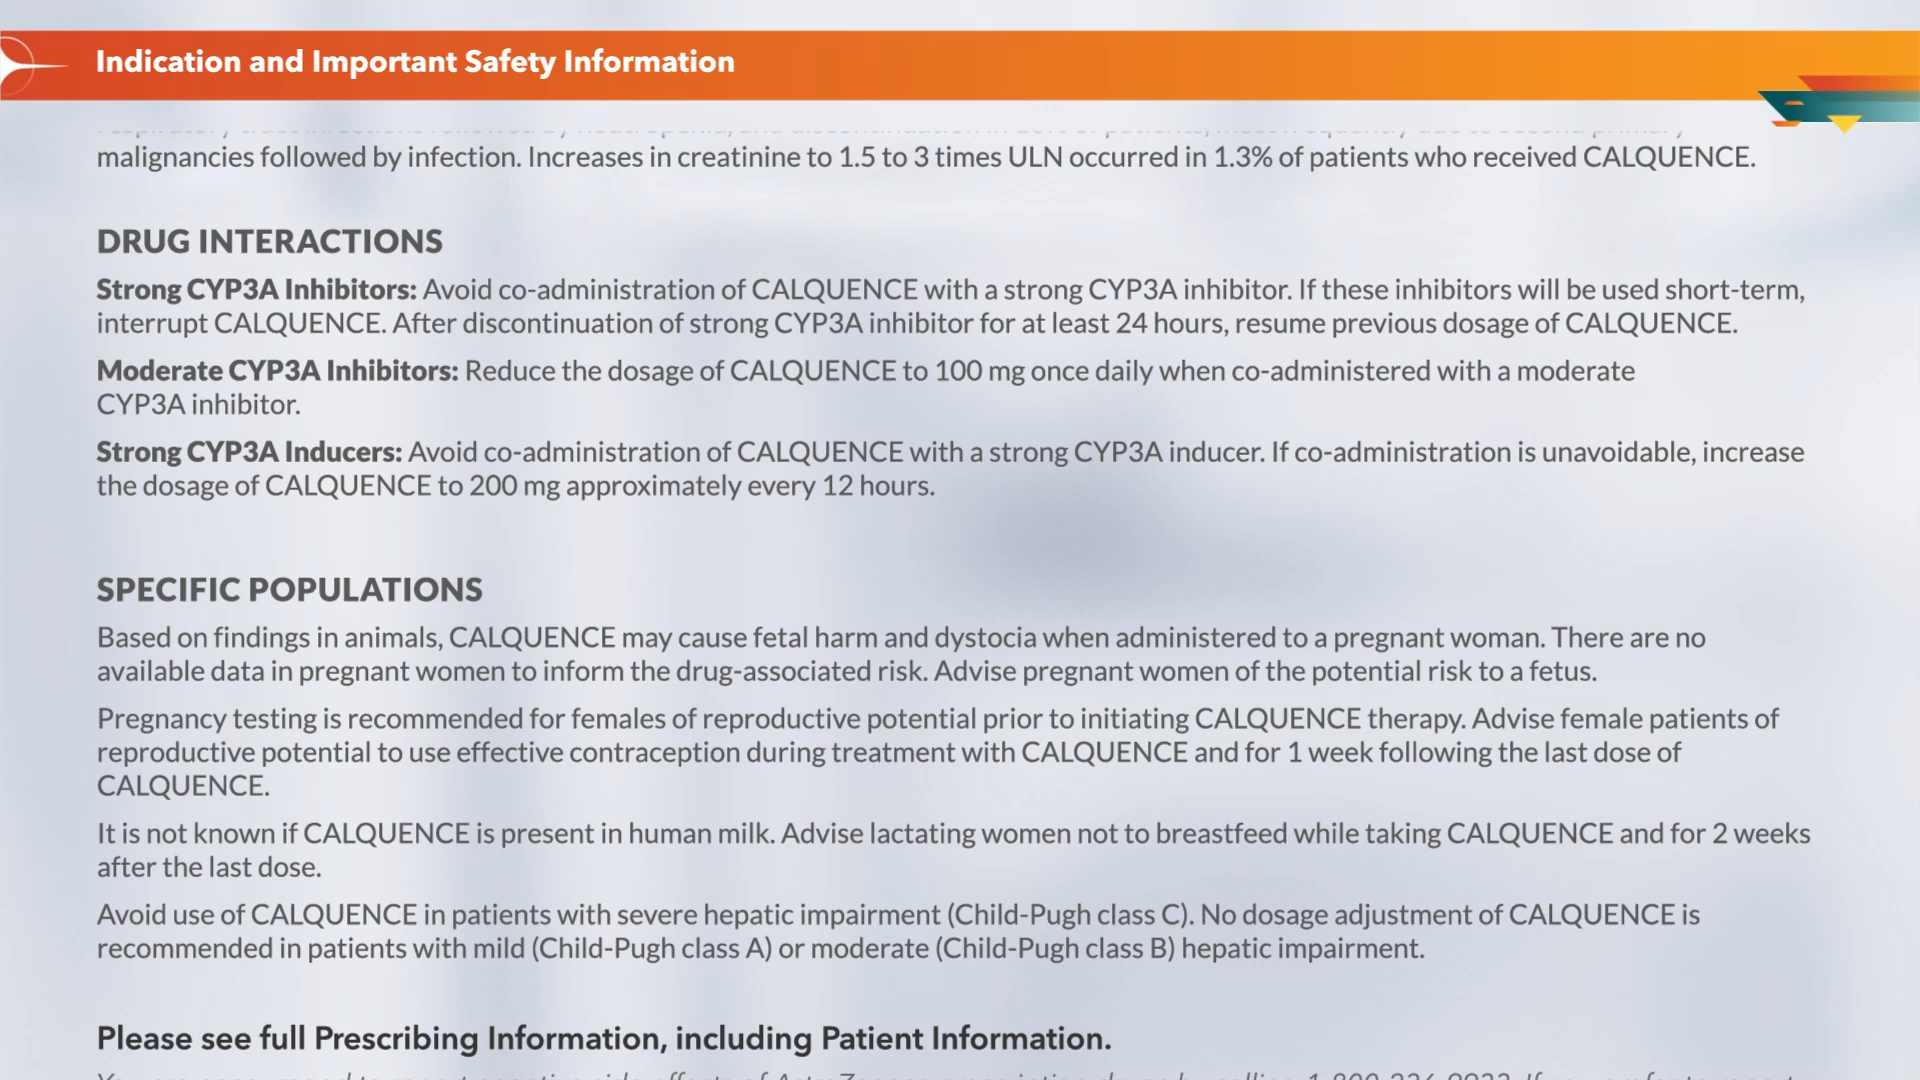 Indication and Important Safety Information
malignancies followed by infection. Increases in creatinine to 1.5 to 3 times ULN occurred in 1.3% of patients who received CALQUENCE.
DRUG INTERACTIONS
Strong CYP3A Inhibitors: Avoid co-administration of CALQUENCE with a strong CYP3A inhibitor. If these inhibitors will be used short-term,
interrupt CALQUENCE. After discontinuation of strong CYP3A inhibitor for at least 24 hours, resume previous dosage of CALQUENCE.
Moderate CYP3A Inhibitors: Reduce the dosage of CALQUENCE to 100 mg once daily when co-administered with a moderate
CYP3A inhibitor.
Strong CYP3A Inducers: Avoid co-administration of CALQUENCE with a strong CYP3A inducer. If co-administration is unavoidable, increase
the dosage of CALQUENCE to 200 mg approximately every 12 hours.
SPECIFIC POPULATIONS
Based on findings in animals, CALQUENCE may cause fetal harm and dystocia when administered to a pregnant woman. There are no
available data in pregnant women to inform the drug-associated risk. Advise pregnant women of the potential risk to a fetus.
Pregnancy testing is recommended for females of reproductive potential prior to initiating CALQUENCE therapy. Advise female patients of
reproductive potential to use effective contraception during treatment with CALQUENCE and for 1 week following the last dose of
CALQUENCE.
It is not known if CALQUENCE is present in human milk. Advise lactating women not to breastfeed while taking CALQUENCE and for 2 weeks
after the last dose.
Avoid use of CALQUENCE in patients with severe hepatic impairment (Child-Pugh class C). No dosage adjustment of CALQUENCE is
recommended in patients with mild (Child-Pugh class A) or moderate (Child-Pugh class B) hepatic impairment.
Please see full Prescribing Information, including Patient Information.